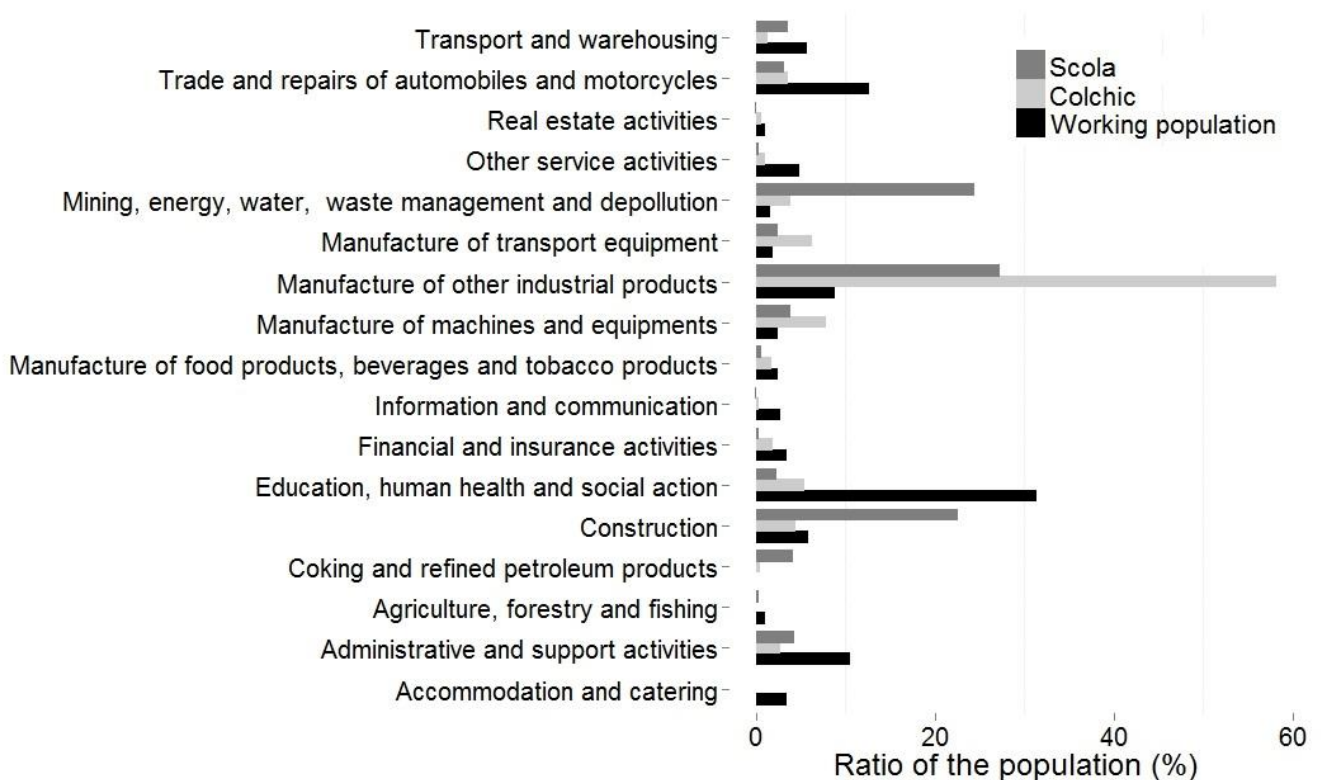 Transport and warehousing
Trade and repairs of automobiles and motorcycles
Real estate activities
Other service activities
Mining, energy, water, waste management and depollution
Manufacture of transport equipment
Manufacture of other industrial products
Manufacture of machines and equipments
Manufacture of food products, beverages and tobacco products
Information and communication
Financial and insurance activities
Education, human health and social action
Construction
Coking and refined petroleum products
Agriculture, forestry and fishing
Administrative and support activities
Accommodation and catering
Scola
Colchic
Working population
0 20 40 60
Ratio of the population (%)